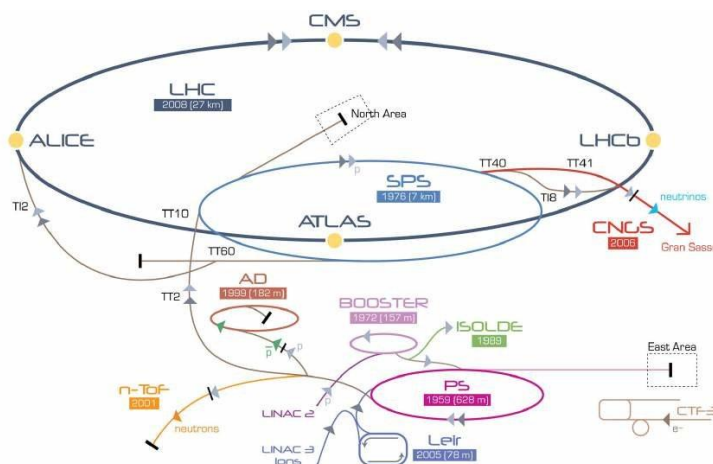 CMS
LHC
2008 (27 km)
North Area
ALICE
LHCb
TT40
TT41
SPS
1976 (7 km)
TI8
neutrinos
TI2
TT10
ATLAS
CNGS
2006
Gran Sasso
TT60
AD
1999 (182 m)
TT2
BOOSTER
1972 (157 m)
ISOLDE
1989
p
p
p
East Area
n-Tof
2001
PS
1959 (628 m)
LINAC 2
p
CTF3
neutrons
e-
LINAC 3
Ions
Leir
2005 (78 m)